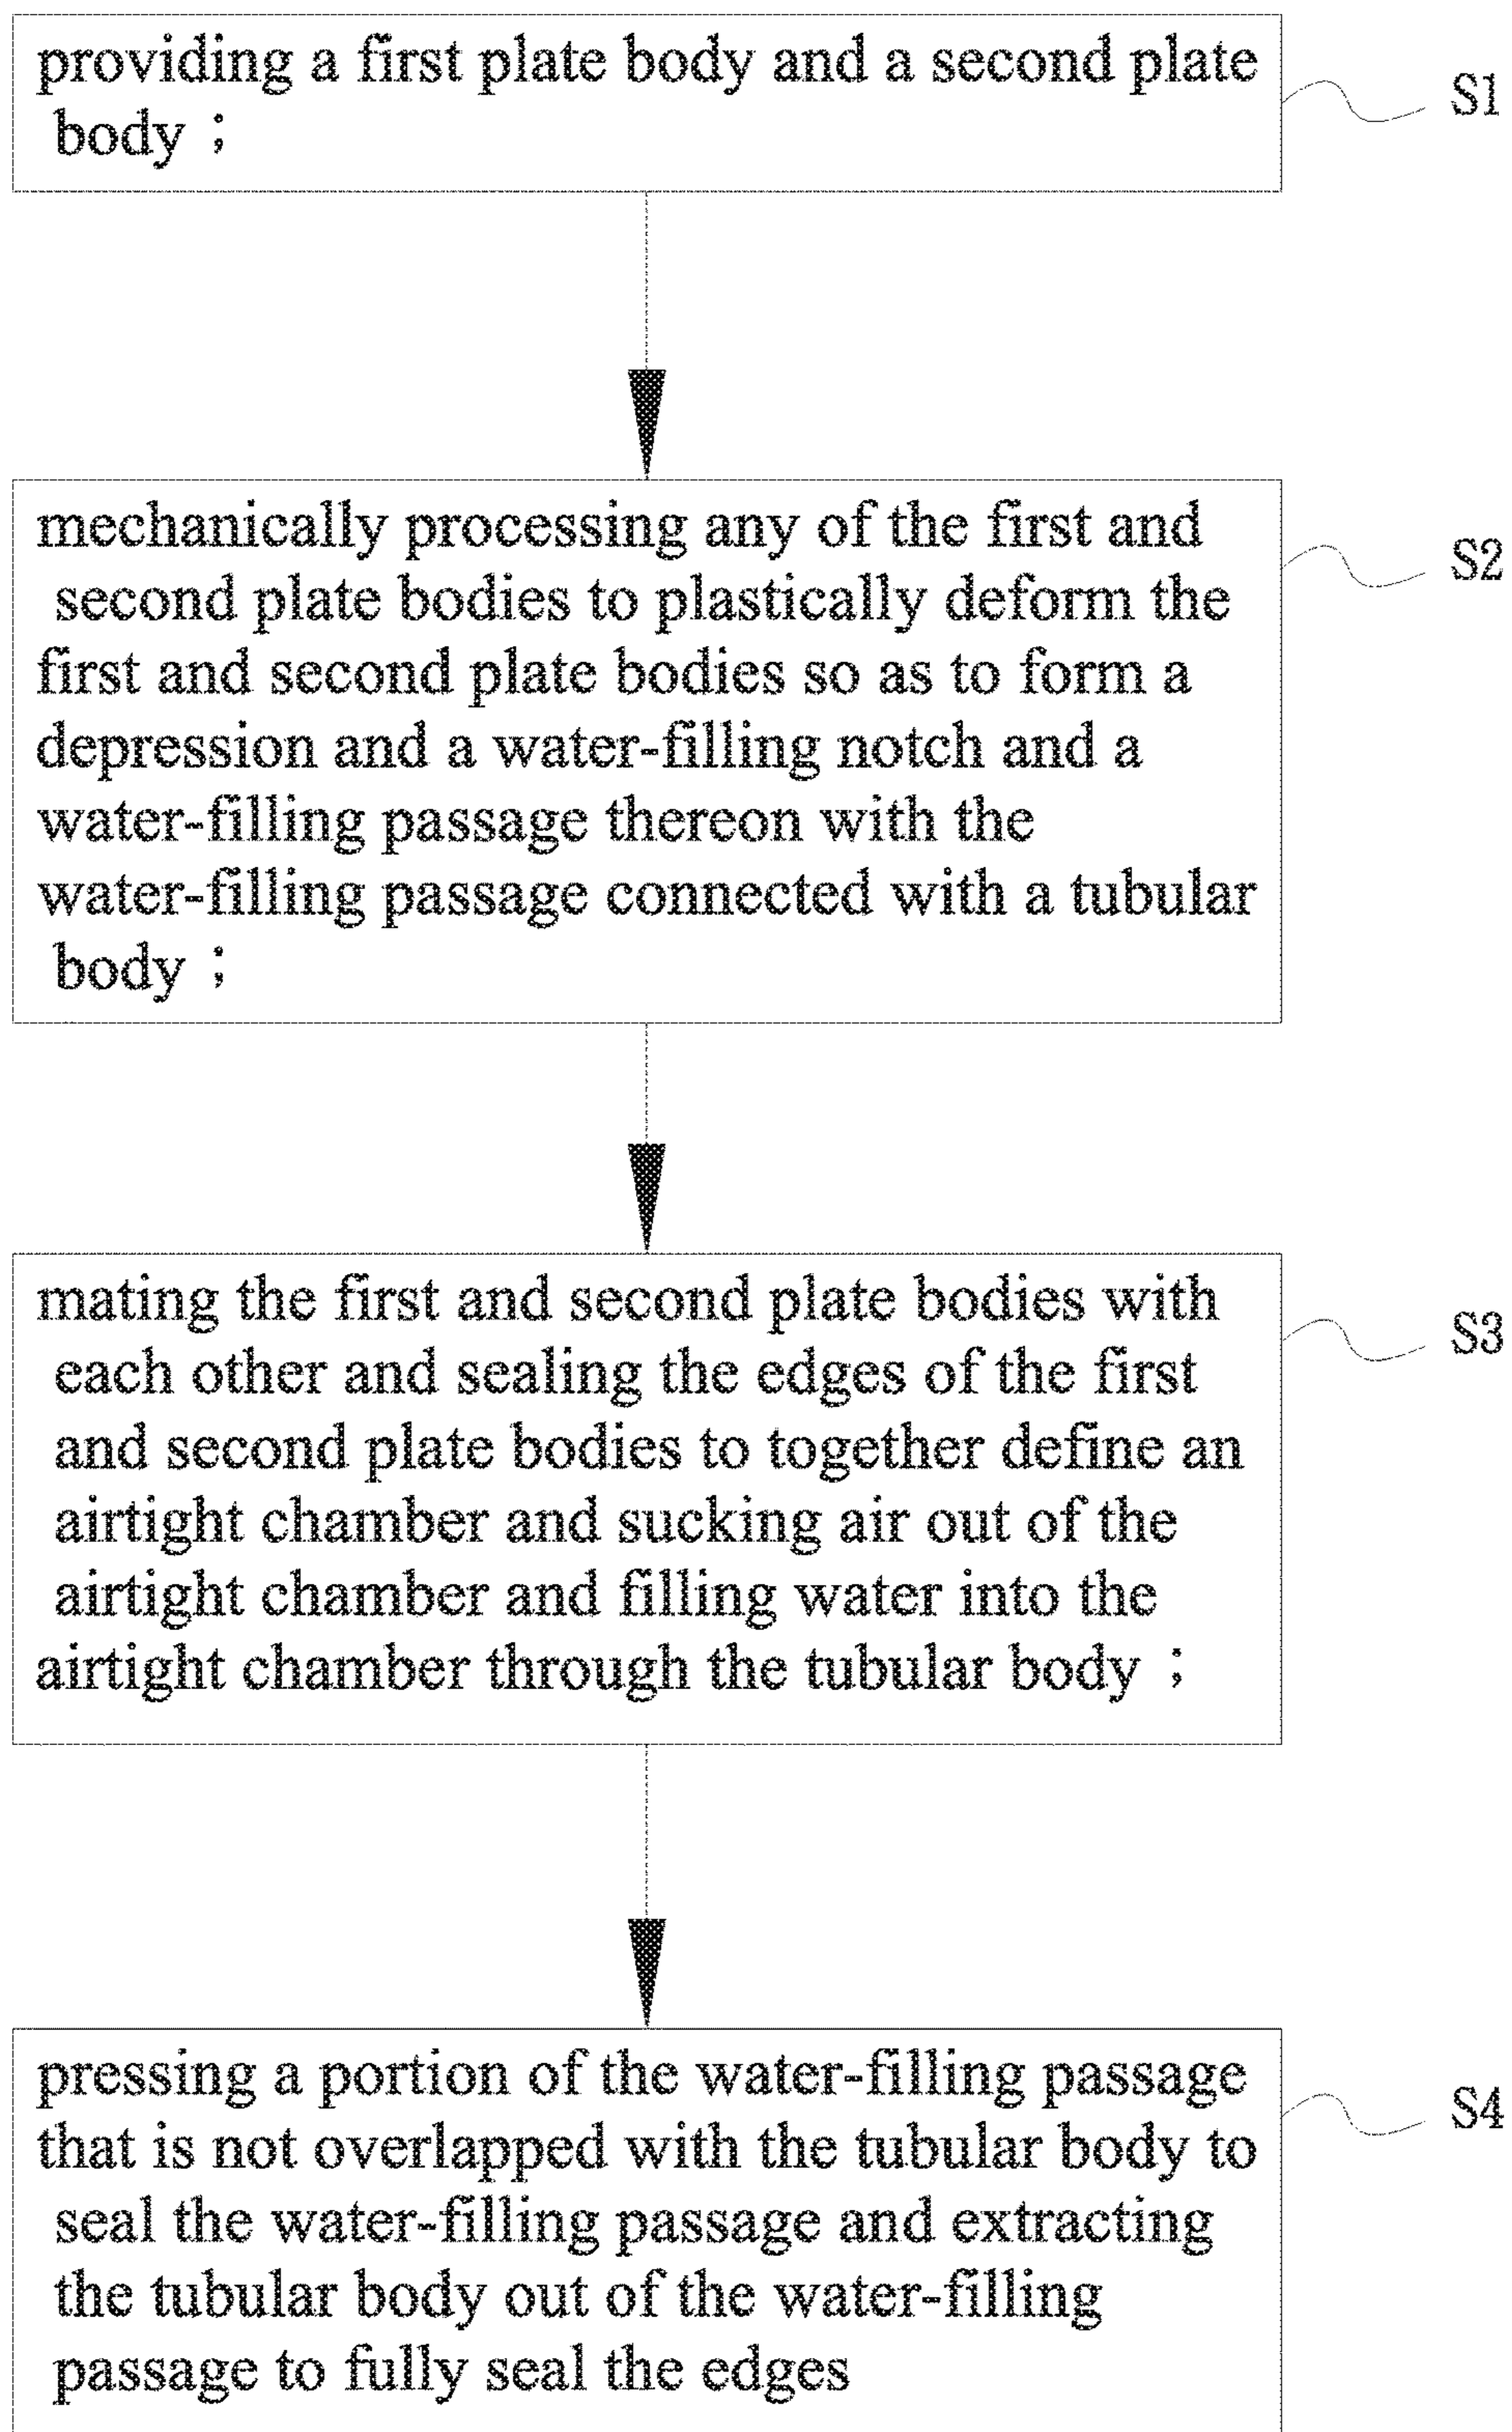 providing a first plate body and a second plate
body ;
S1
mechanically processing any of the first and
second plate bodies to plastically deform the
first and second plate bodies so as to form a
depression and a water-filling notch and a
water-filling passage thereon with the
water-filling passage connected with a tubular
body ;
S2
mating the first and second plate bodies with
each other and sealing the edges of the first
and second plate bodies to together define an
airtight chamber and sucking air out of the
airtight chamber and filling water into the
airtight chamber through the tubular body ;
S3
pressing a portion of the water-filling passage
that is not overlapped with the tubular body to
seal the water-filling passage and extracting
the tubular body out of the water-filling
passage to fully seal the edges
S4